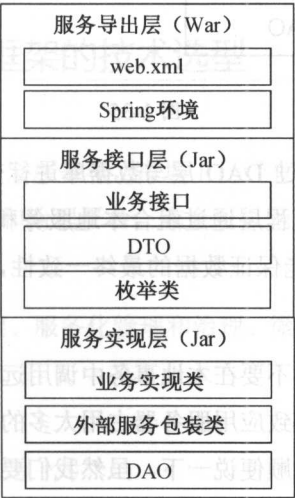 服务导出层（War）
web.xml
Spring环境
服务接口层（Jar）
业务接口
DTO
枚举类
服务实现层（Jar）
业务实现类
外部服务包装类
DAO